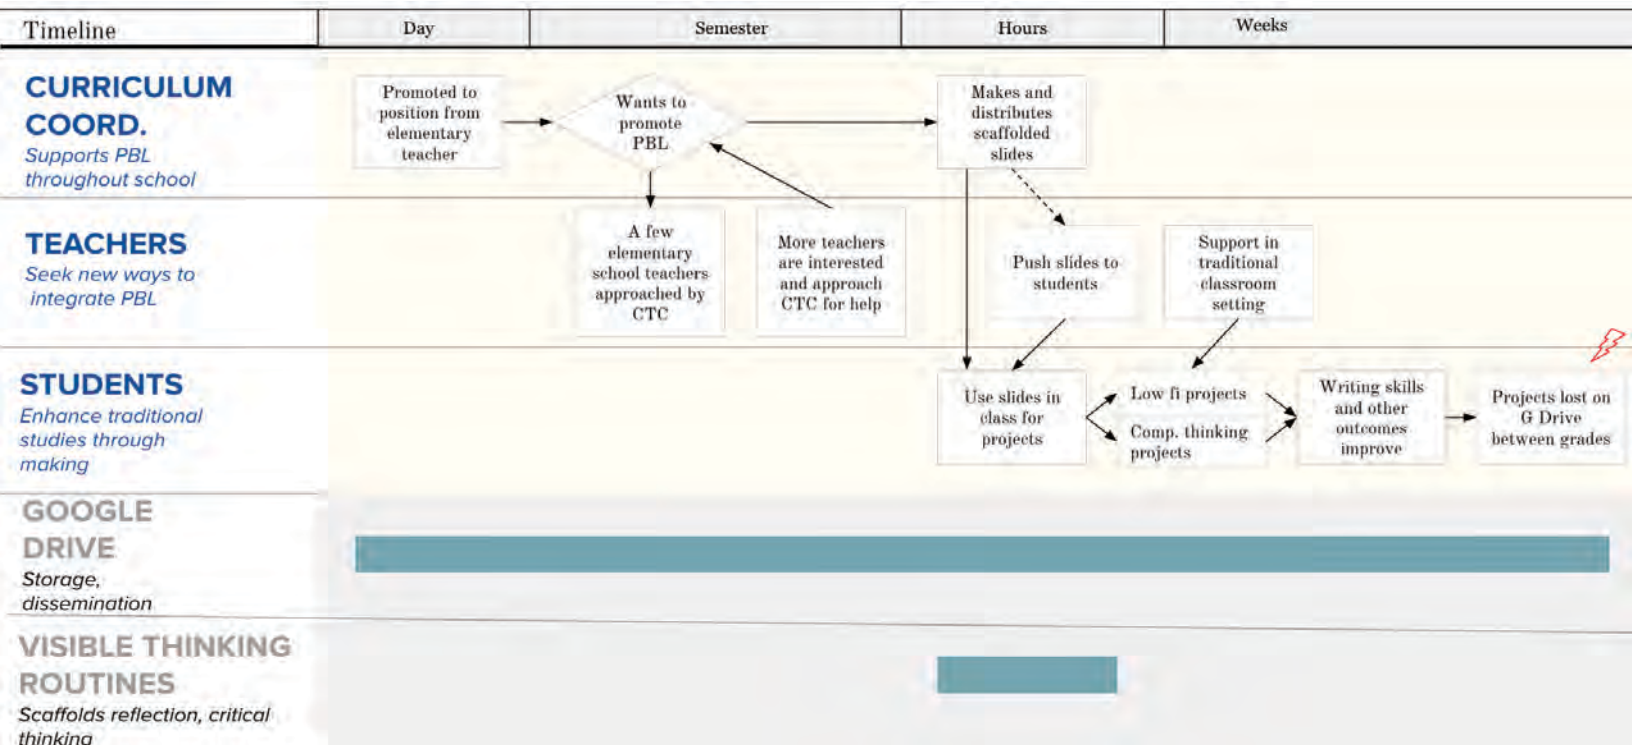 Timeline
Day
Semester
Hours
Weeks
CURRICULUM
COORD.
Supports PBL
throughout school
Promoted to
position from
elementary
teacher
Wants to
promote
PBL
Makes and
distributes
scaffolded
slides
TEACHERS
Seek new ways to
integrate PBL
A few
elementary
school teachers
approached by
CTC
More teachers
are interested
and approach
CTC for help
Push slides to
students
Support in
traditional
classroom
setting
STUDENTS
Enhance traditional
studies through
making
Use slides in
class for
projects
Low fi projects
Comp. thinking
projects
Writing skills
and other
outcomes
improve
Projects lost on
G Drive
between grades
GOOGLE
DRIVE
Storage,
dissemination
VISIBLE THINKING
ROUTINES
Scaffolds reflection, critical
thinking